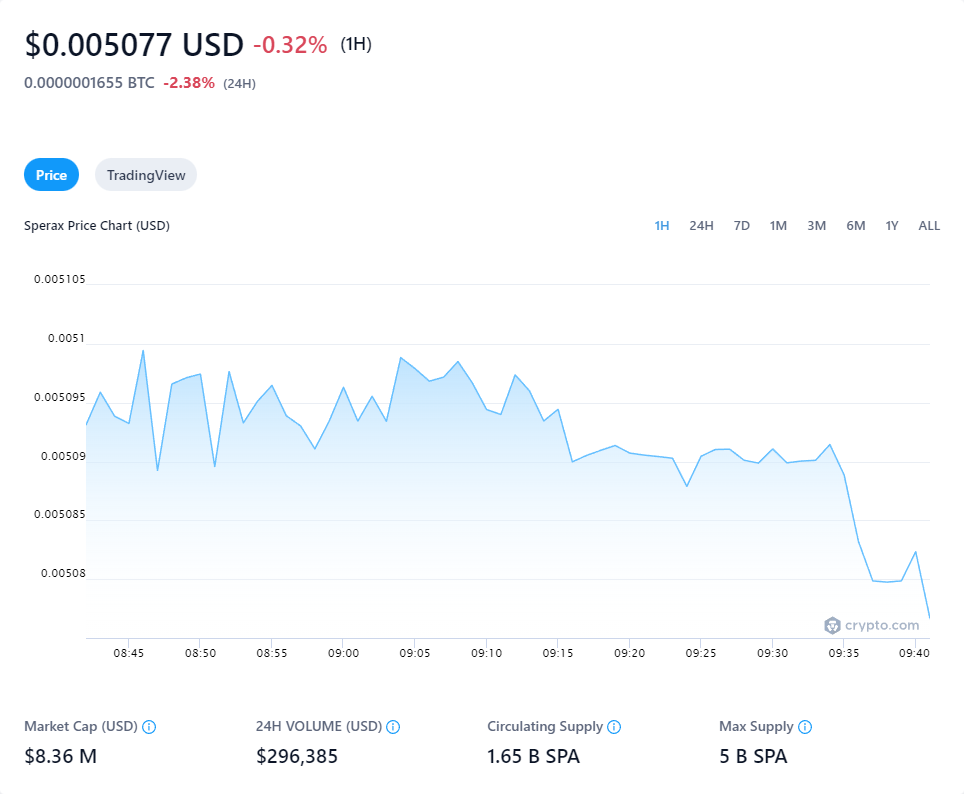 $0.005077 USD -0.32% (1H)
0.0000001655 BTC -2.38% (24H)
Price TradingView
Sperax Price Chart (USD) 1H 24H 7D 1M 3M 6M 1Y ALL
0.005105
0.0051
0.005095
0.00509
0.005085
0.00508
crypto.com
08:45 08:50 08:55 09:00 09:05 09:10 09:15 09:20 09:25 09:30 09:35 09:40
Market Cap (USD) 24H VOLUME (USD) Circulating Supply Max Supply
$8.36 M $296,385 1.65 B SPA 5 B SPA